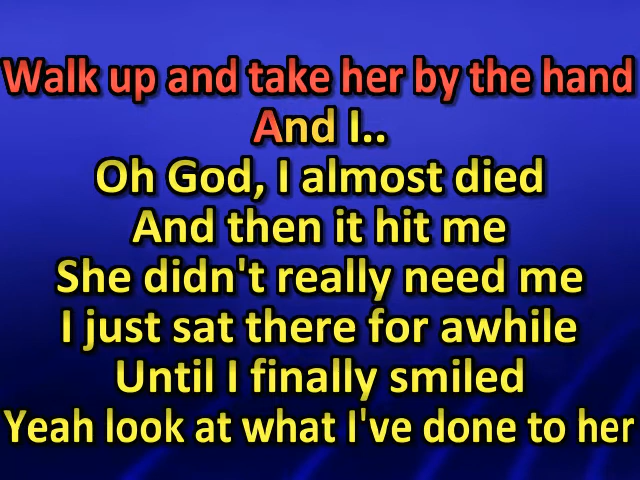 Walk up and take her by the hand
And I..
Oh God, I almost died
And then it hit me
She didn't really need me
I just sat there for awhile
Until I finally smiled
Yeah look at what I've done to her